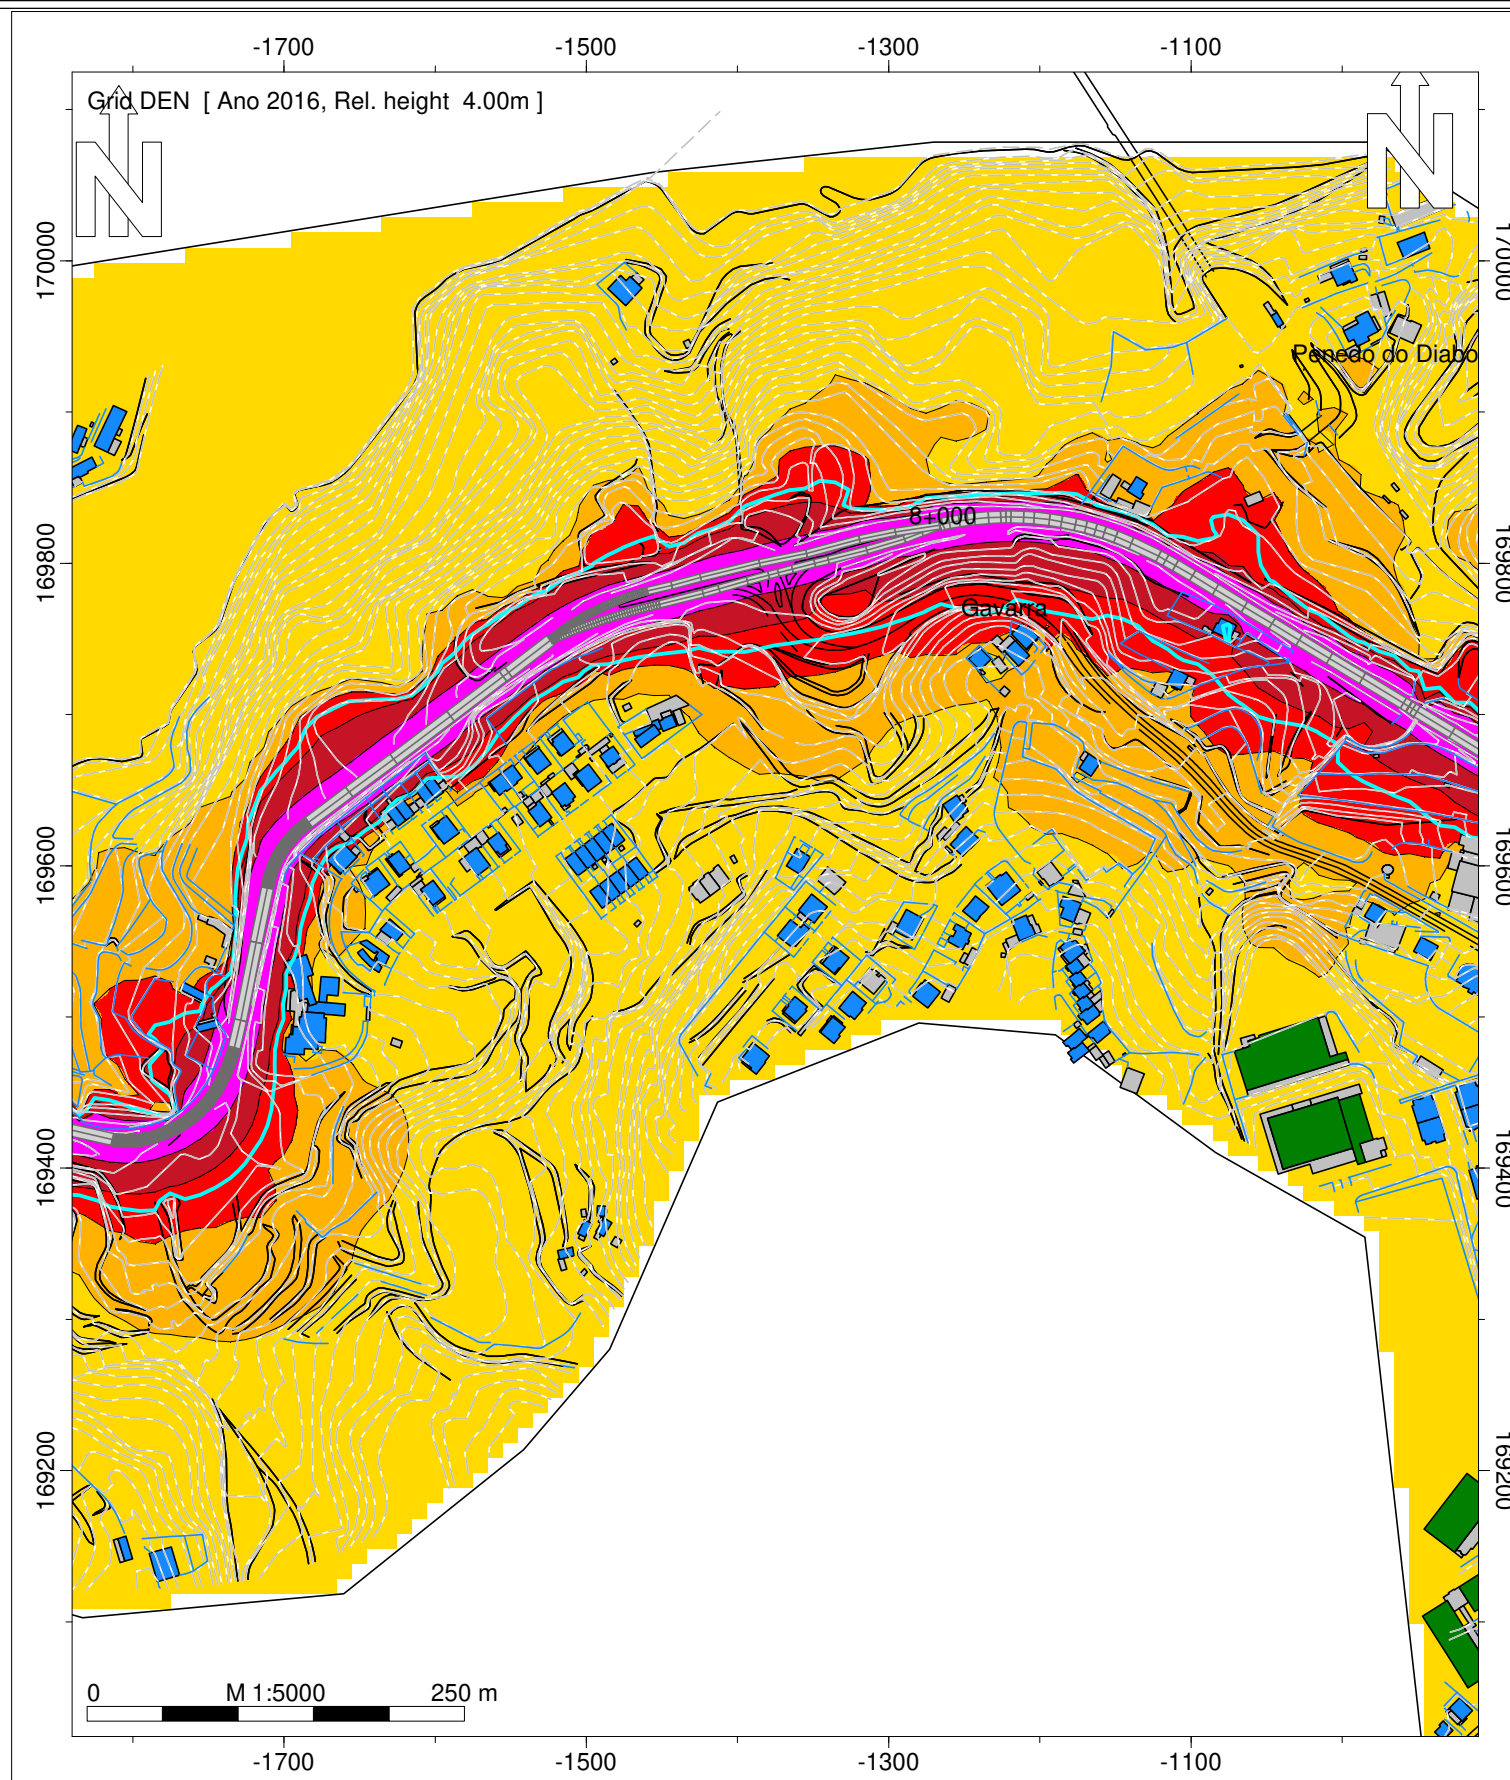 -1700 -1500 -1300 -1100
Grid DEN [ Ano 2016, Rel. height 4.00m ]
N N
170000 170000
Penedo do Diabo
8+000
169800 169800
Gavarra
169600 169600
169400 169400
169200 169200
0 M 1:5000 250 m
-1700 -1500 -1300 -1100